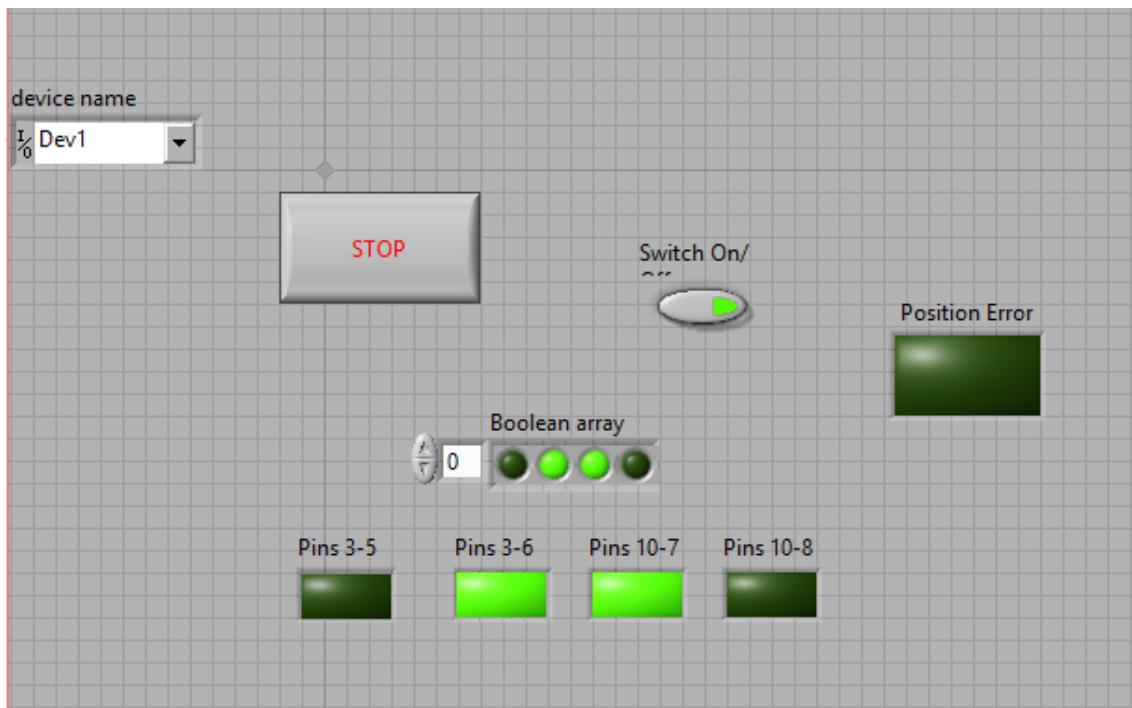 device name
I/O Dev1
STOP
Switch On/
Position Error
Boolean array
0
Pins 3-5 Pins 3-6 Pins 10-7 Pins 10-8